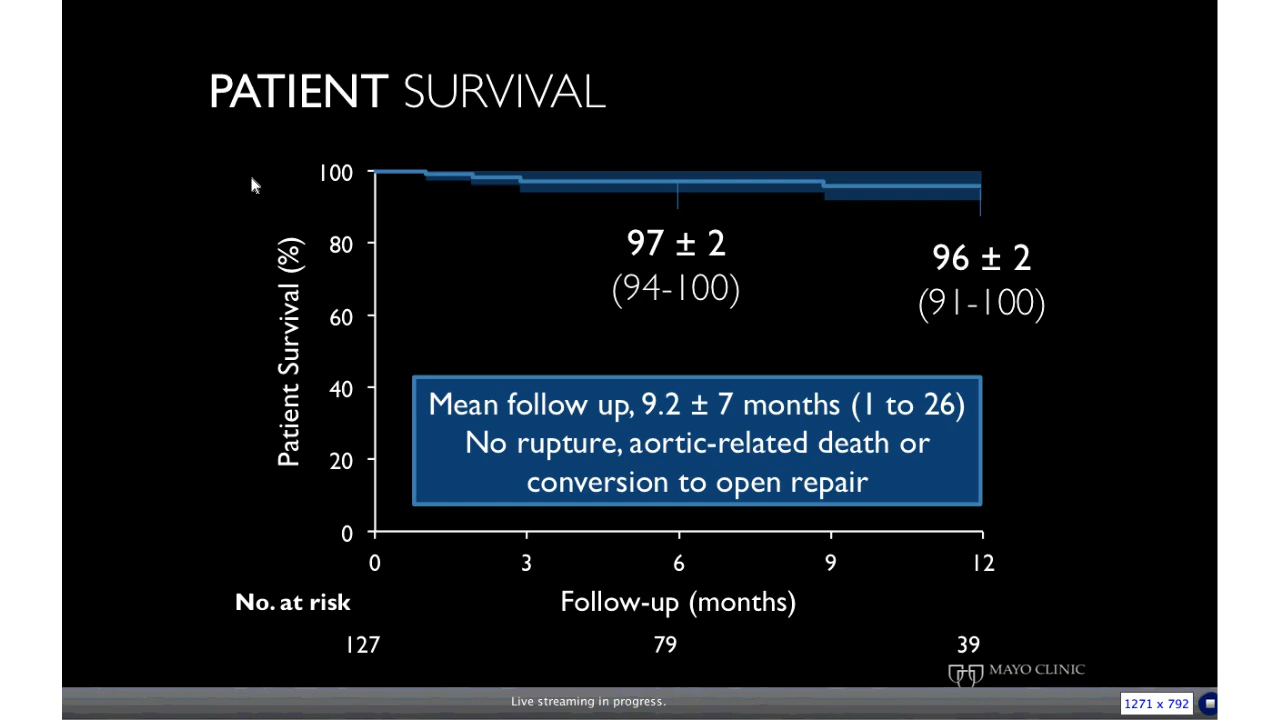 PATIENT SURVIVAL
100
80
60
40
20
0
Patient Survival (%)
97 ± 2
(94-100)
96 ± 2
(91-100)
Mean follow up, 9.2 ± 7 months (1 to 26)
No rupture, aortic-related death or
conversion to open repair
0 3 6 9 12
No. at risk Follow-up (months)
127 79 39
MAYO CLINIC
Live streaming in progress.
1271 x 792